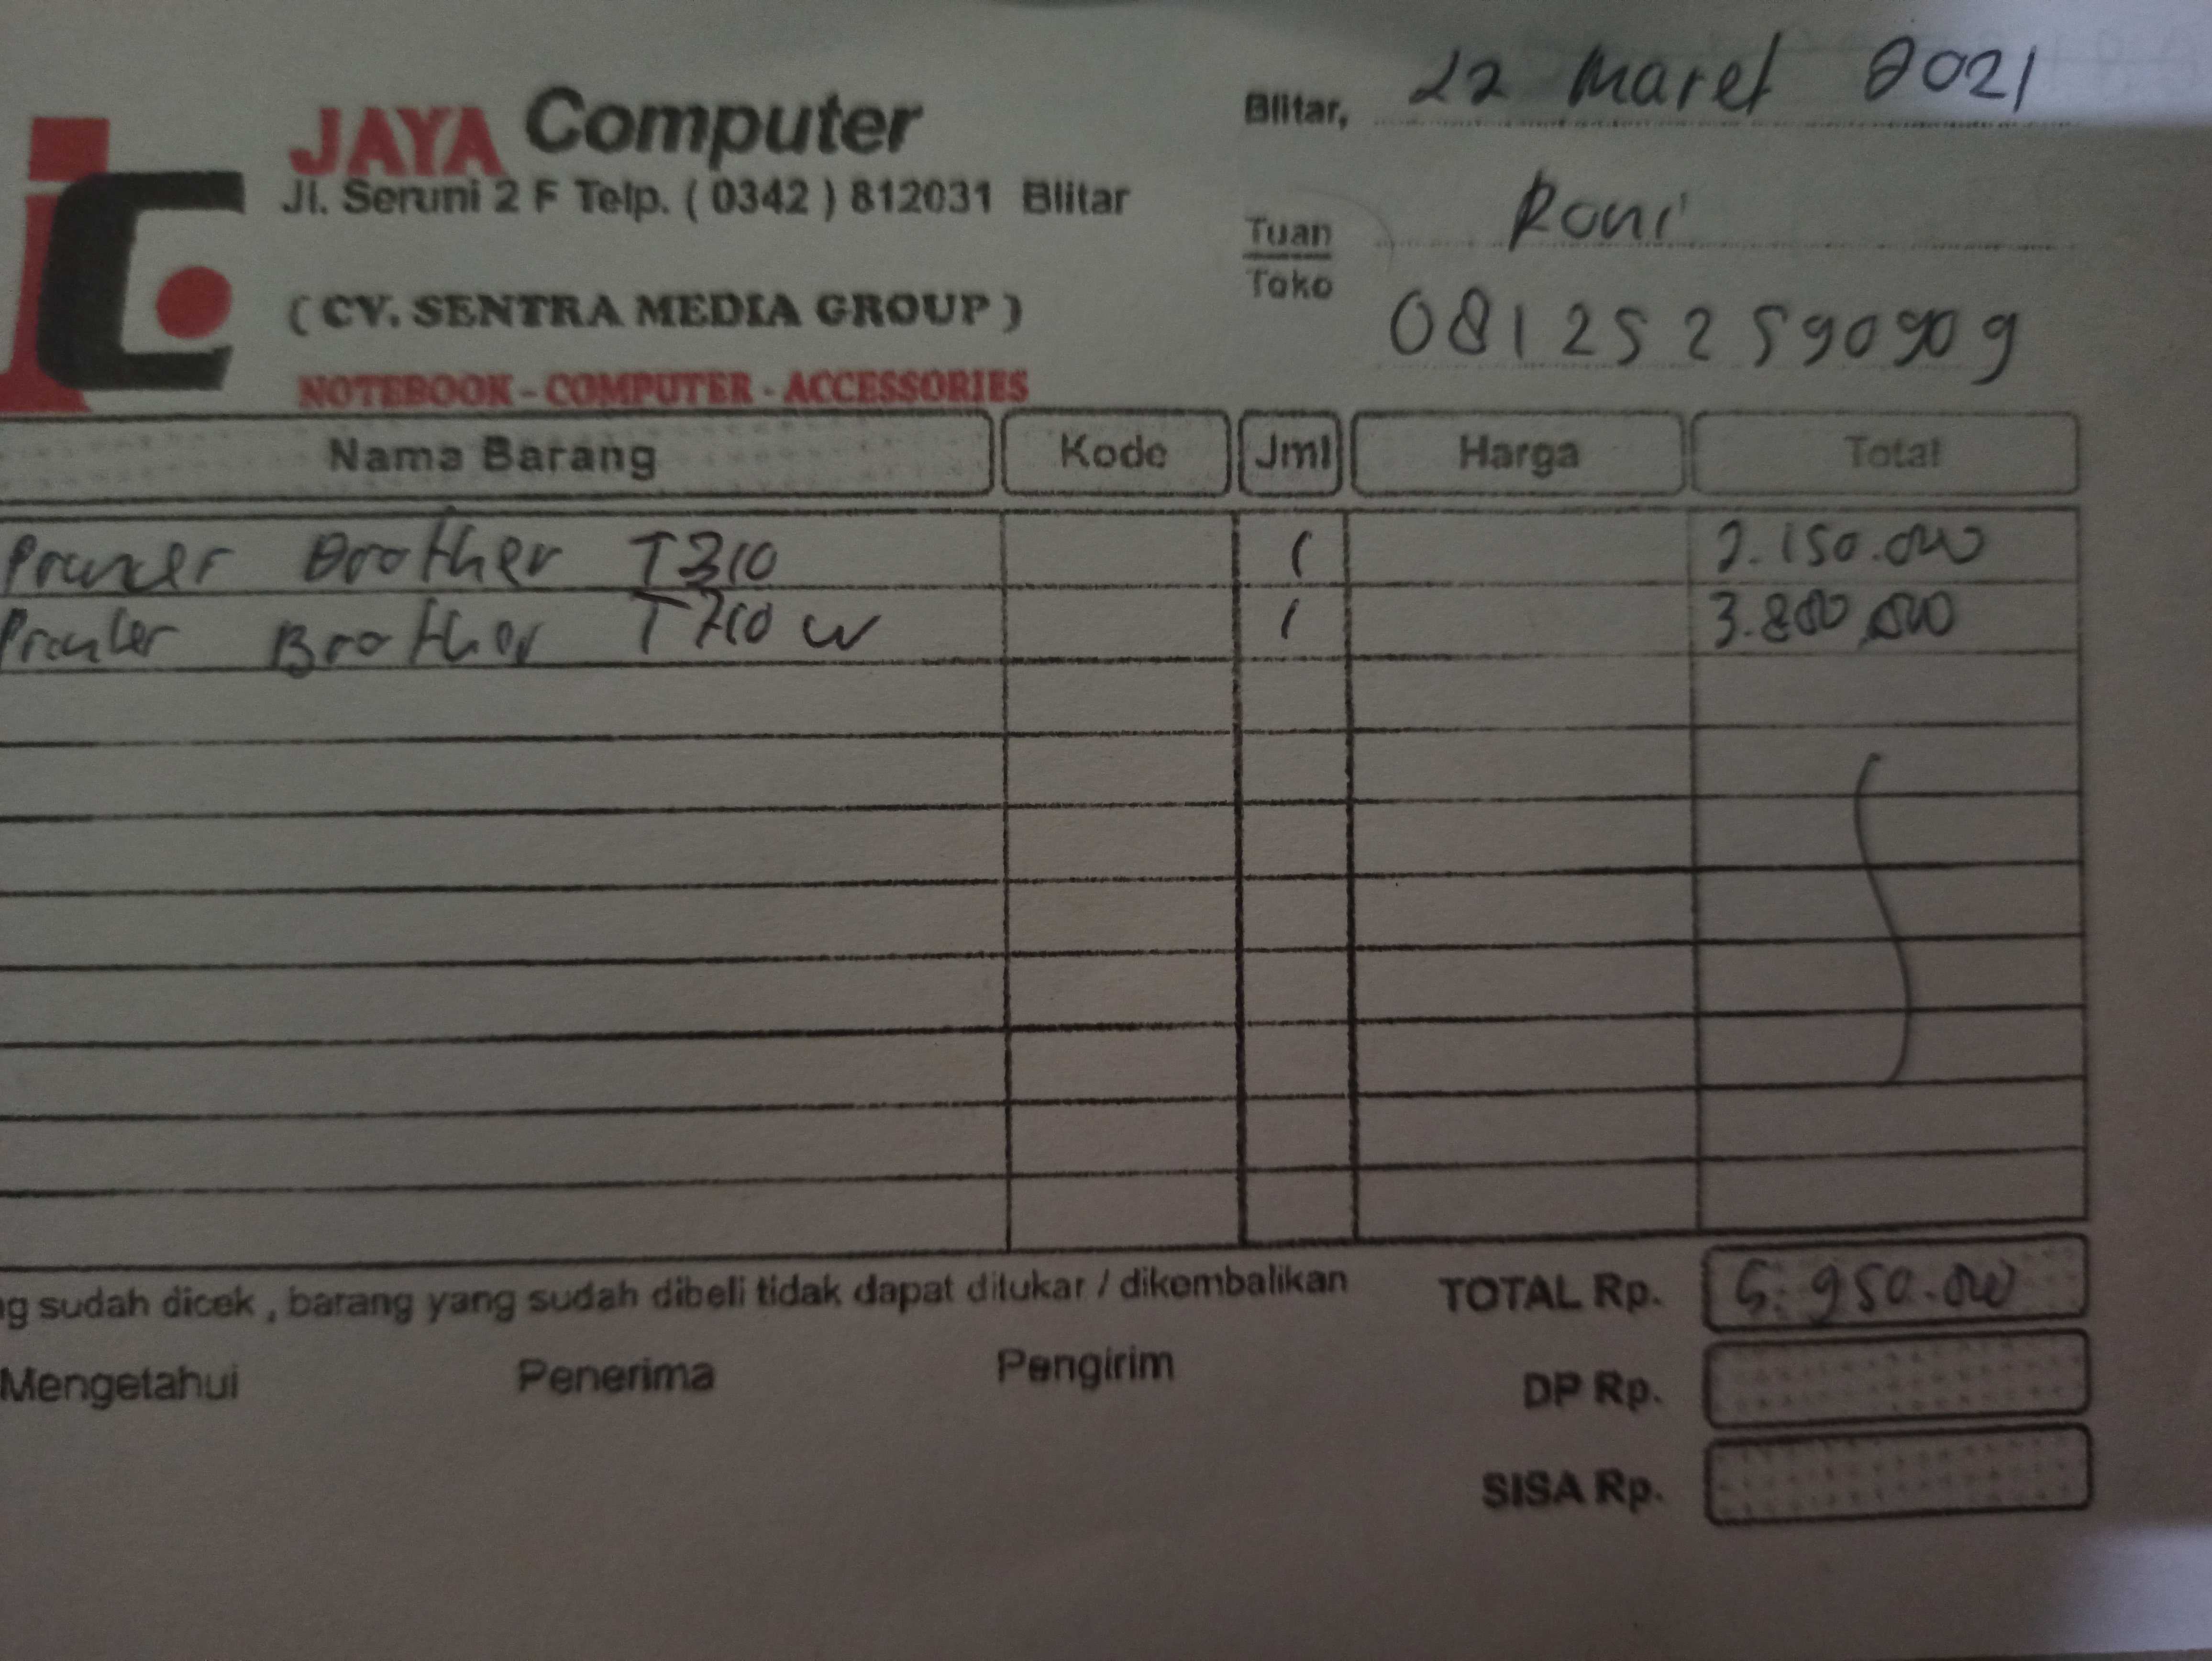 JAYA Computer
Jl. Seruni 2 F Telp. ( 0342 ) 812031 Blitar
( CV. SENTRA MEDIA GROUP )
NOTEBOOK - COMPUTER - ACCESSORIES
Blitar, 22 Maret 2021
Tuan
Toko
Roni
081252590909
Nama Barang Kode Jml Harga Total
Printer Brother T310 1 2.150.000
Printer Brother T710 W 1 3.800.000
ng sudah dicek , barang yang sudah dibeli tidak dapat ditukar / dikembalikan
TOTAL Rp. 5.950.000
Mengetahui Penerima Pengirim
DP Rp.
SISA Rp.